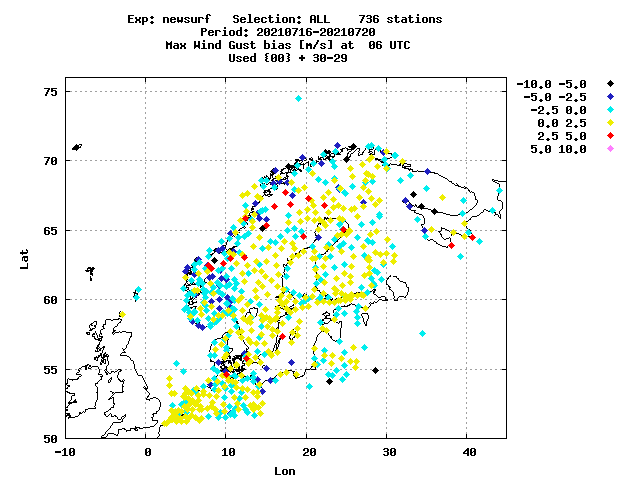 Exp: newsurf Selection: ALL 736 stations
Period: 20210716-20210720
Max Wind Gust bias [m/s] at 06 UTC
Used {00} + 30-29
-10.0 -5.0
-5.0 -2.5
-2.5 0.0
0.0 2.5
2.5 5.0
5.0 10.0
75
70
65
60
55
50
Lat
-10 0 10 20 30 40
Lon